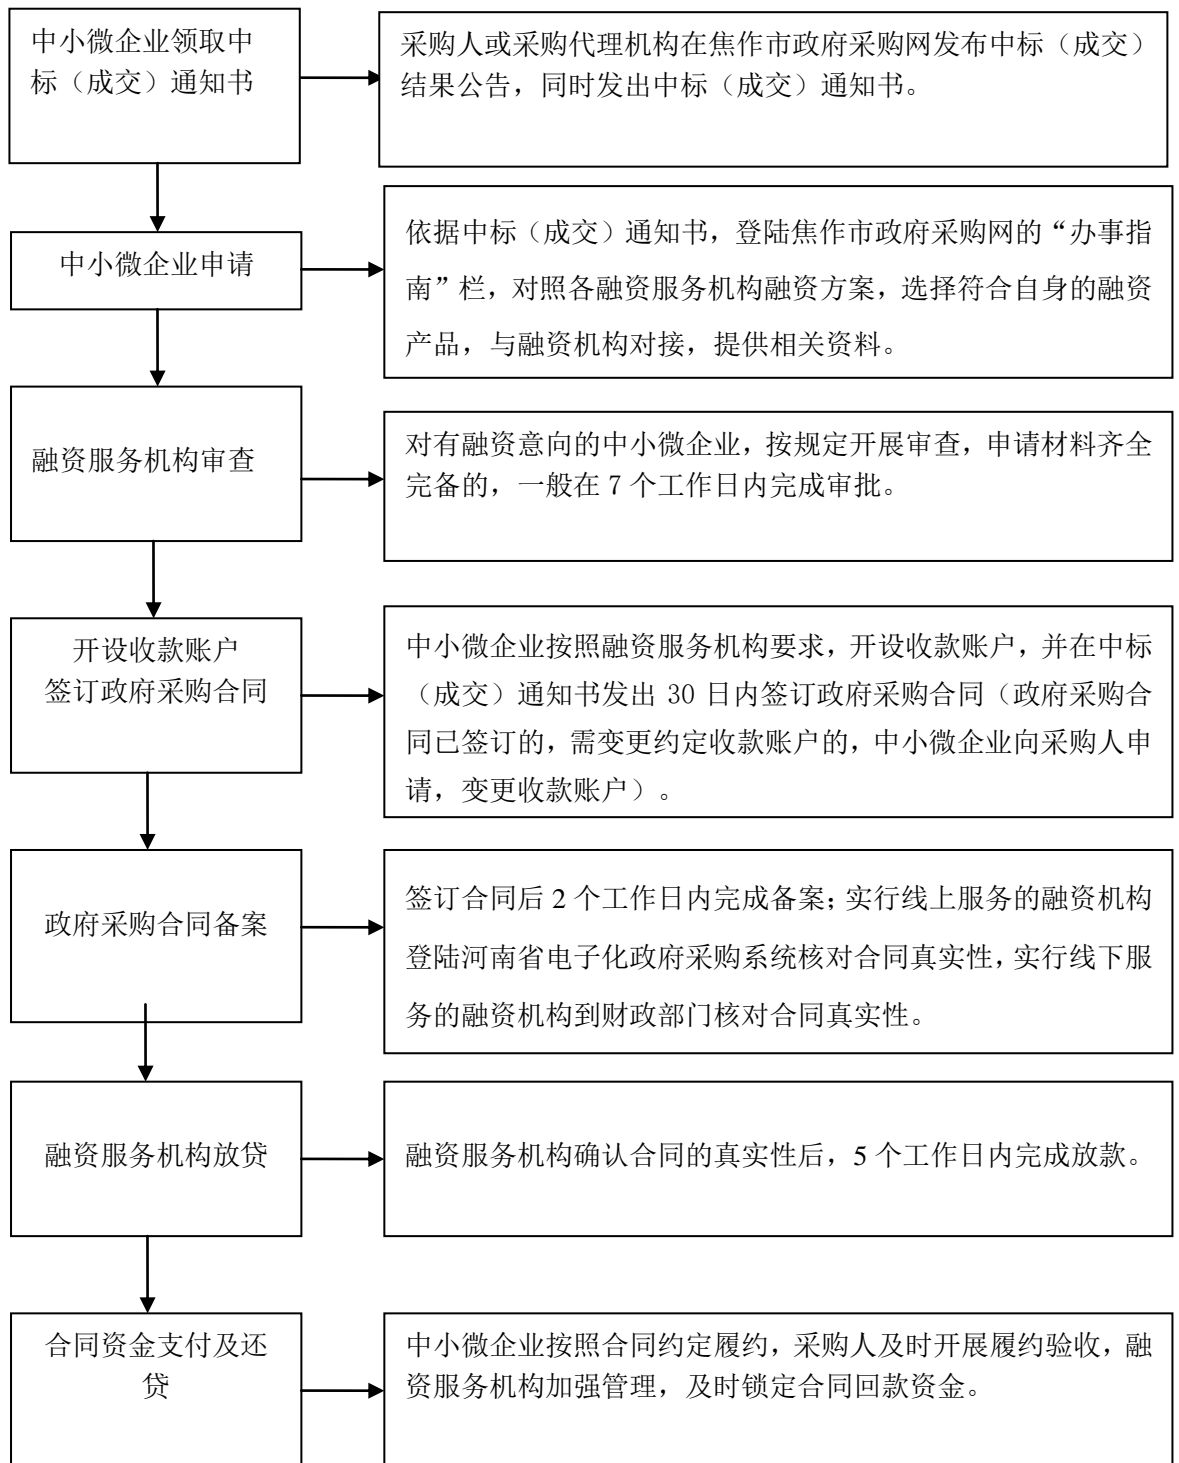 中小微企业领取中
标（成交）通知书
采购人或采购代理机构在焦作市政府采购网发布中标（成交）
结果公告，同时发出中标（成交）通知书。
中小微企业申请
依据中标（成交）通知书，登陆焦作市政府采购网的“办事指
南”栏，对照各融资服务机构融资方案，选择符合自身的融资
产品，与融资机构对接，提供相关资料。
融资服务机构审查
对有融资意向的中小微企业，按规定开展审查，申请材料齐全
完备的，一般在 7 个工作日内完成审批。
开设收款账户
签订政府采购合同
中小微企业按照融资服务机构要求，开设收款账户，并在中标
（成交）通知书发出 30 日内签订政府采购合同（政府采购合
同已签订的，需变更约定收款账户的，中小微企业向采购人申
请，变更收款账户）。
政府采购合同备案
签订合同后 2 个工作日内完成备案；实行线上服务的融资机构
登陆河南省电子化政府采购系统核对合同真实性，实行线下服
务的融资机构到财政部门核对合同真实性。
融资服务机构放贷
融资服务机构确认合同的真实性后，5 个工作日内完成放款。
合同资金支付及还
贷
中小微企业按照合同约定履约，采购人及时开展履约验收，融
资服务机构加强管理，及时锁定合同回款资金。